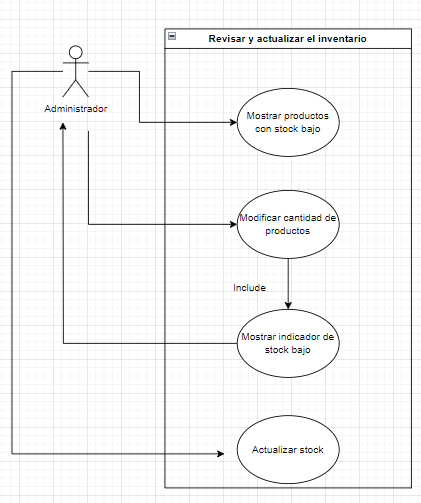 Revisar y actualizar el inventario
Administrador
Mostrar productos
con stock bajo
Modificar cantidad de
productos
Include
Mostrar indicador de
stock bajo
Actualizar stock